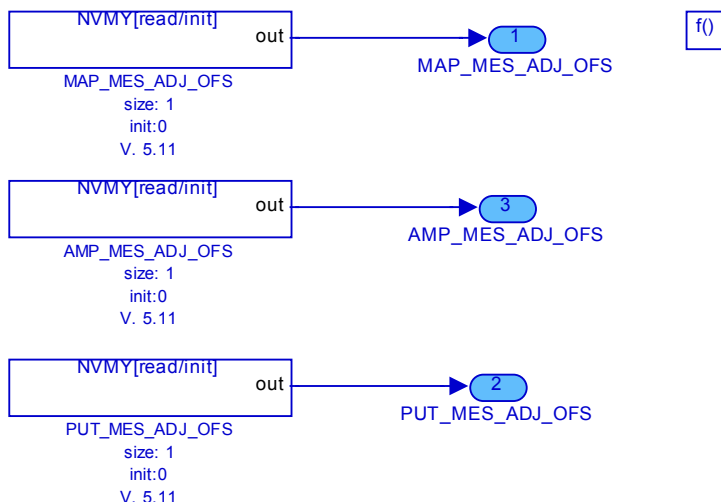 NVMY[read/init]
out
1
f()
MAP_MES_ADJ_OFS
MAP_MES_ADJ_OFS
size: 1
init:0
V. 5.11
NVMY[read/init]
out
3
AMP_MES_ADJ_OFS
AMP_MES_ADJ_OFS
size: 1
init:0
V. 5.11
NVMY[read/init]
out
2
PUT_MES_ADJ_OFS
PUT_MES_ADJ_OFS
size: 1
init:0
V. 5.11